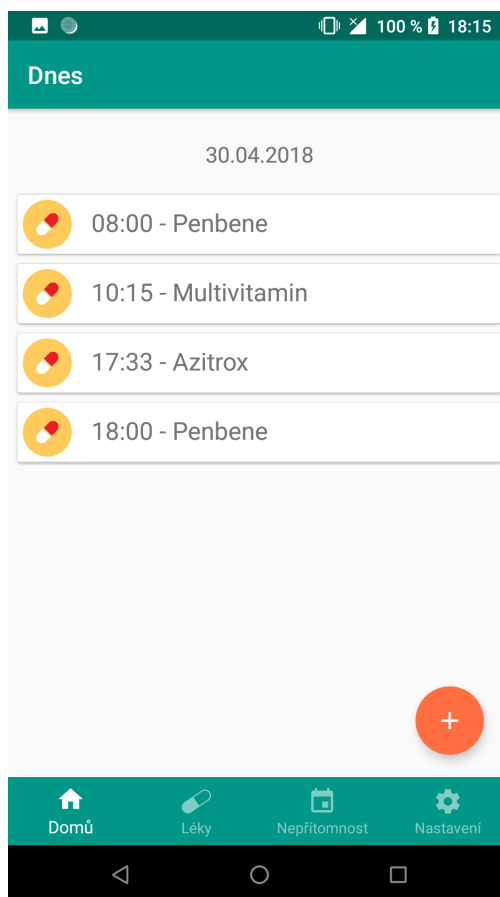 100 % 18:15
Dnes
30.04.2018
08:00 - Penbene
10:15 - Multivitamin
17:33 - Azitrox
18:00 - Penbene
+
Domů Léky Nepřítomnost Nastavení